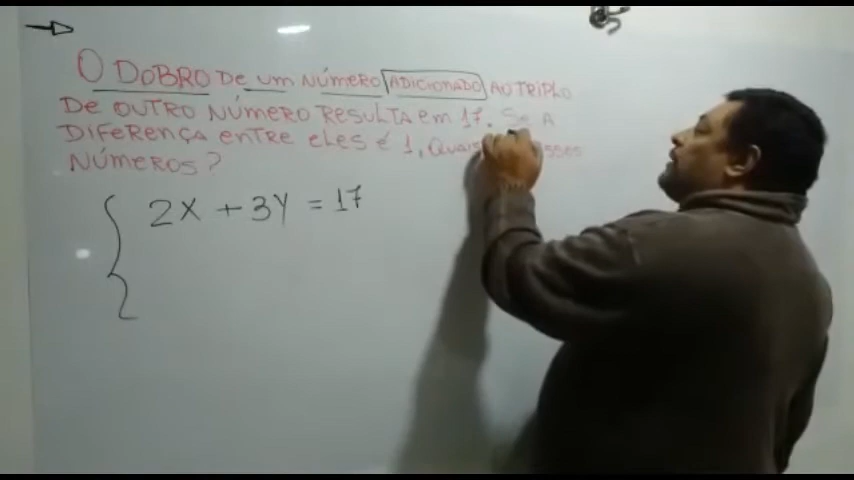 O DOBRO De um NÚMERO ADICIONADO AO TRIPLO
De OUTRO NÚMERO ResulTA em 17. Se A
DIFeReNÇA enTRe eles é 1, Quais
NÚMeROS?
2X + 3Y = 17